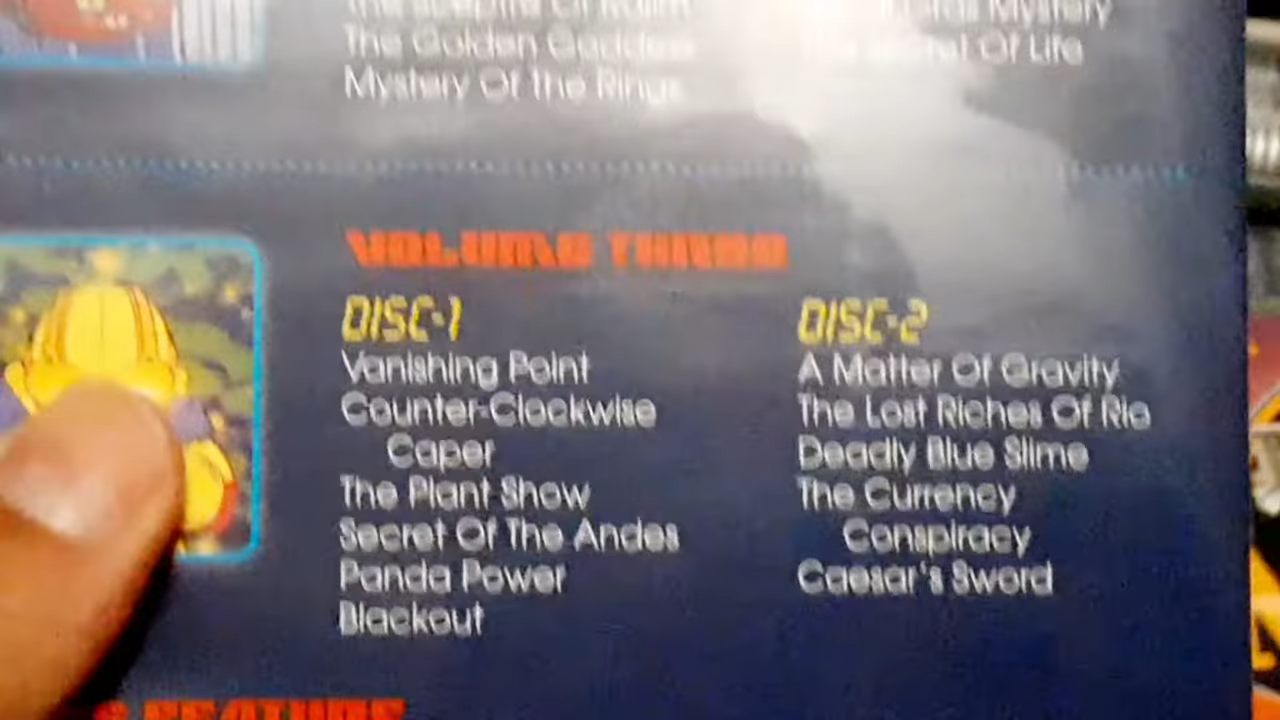 The Golden Goddess
Mystery Of The Rings
Mystery
The Secret Of Life
VOLUME THREE
DISC-1
Vanishing Point
Counter-Clockwise
Caper
The Plant Show
Secret Of The Andes
Panda Power
Blackout
DISC-2
A Matter Of Gravity
The Lost Riches Of Rio
Deadly Blue Slime
The Currency
Conspiracy
Caesar's Sword
FEATURE